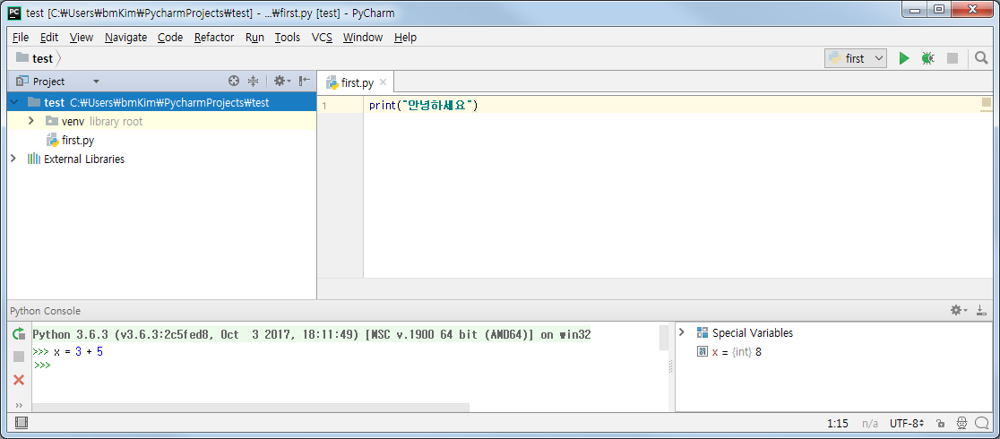 PC test [C:₩Users₩bmKim₩PycharmProjects₩test] - ...₩first.py [test] - PyCharm
File Edit View Navigate Code Refactor Run Tools VCS Window Help
test first
Project first.py
test C:₩Users₩bmKim₩PycharmProjects₩test
1 print("안녕하세요")
venv library root
first.py
External Libraries
Python Console
Python 3.6.3 (v3.6.3:2c5fed8, Oct  3 2017, 18:11:49) [MSC v.1900 64 bit (AMD64)] on win32
>>> x = 3 + 5
>>>
Special Variables
x = {int} 8
1:15 n/a UTF-8